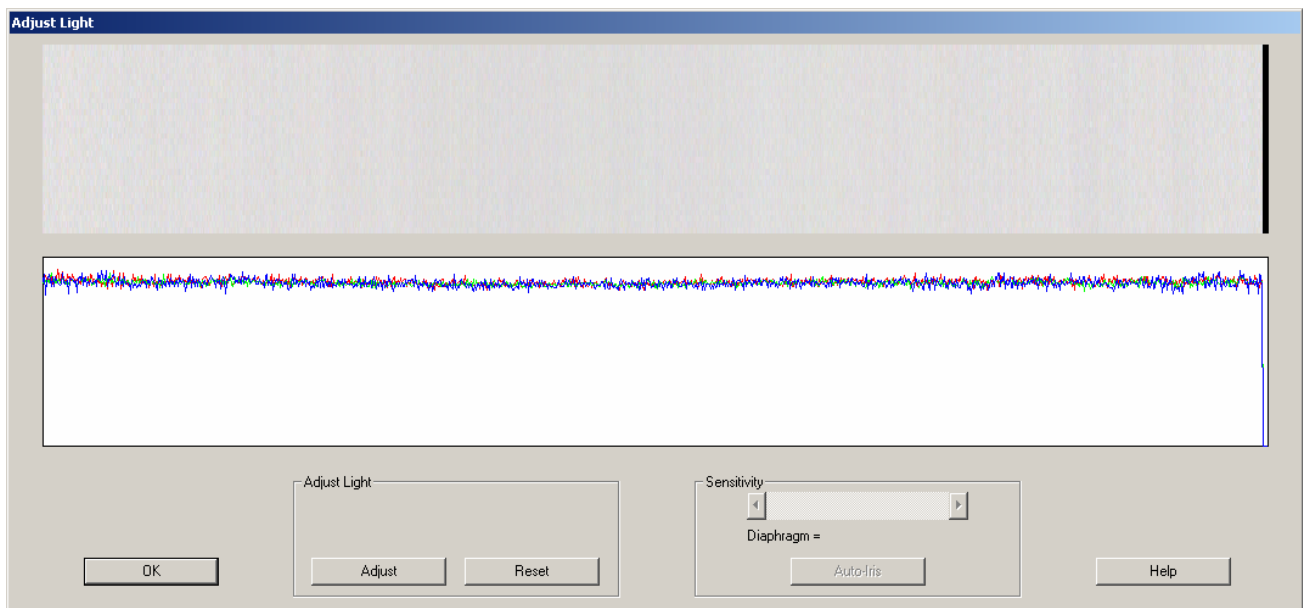 Adjust Light
Adjust Light
Sensitivity
Diaphragm =
OK
Adjust
Reset
Auto-Iris
Help